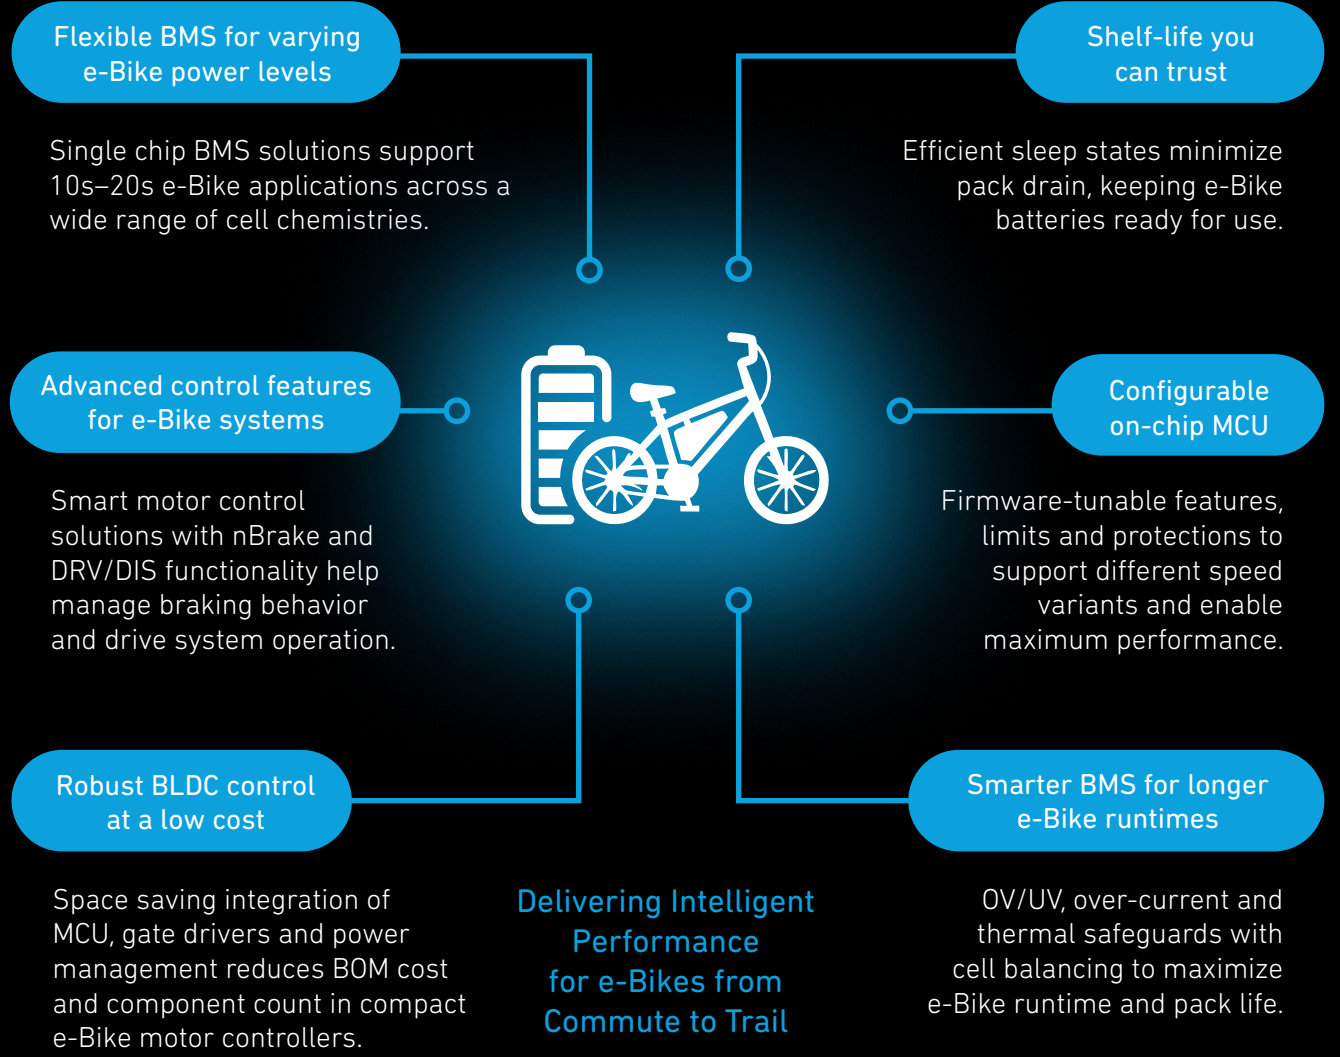 Flexible BMS for varying
e-Bike power levels
Single chip BMS solutions support
10s–20s e-Bike applications across a
wide range of cell chemistries.
Shelf-life you
can trust
Efficient sleep states minimize
pack drain, keeping e-Bike
batteries ready for use.
Advanced control features
for e-Bike systems
Smart motor control
solutions with nBrake and
DRV/DIS functionality help
manage braking behavior
and drive system operation.
Configurable
on-chip MCU
Firmware-tunable features,
limits and protections to
support different speed
variants and enable
maximum performance.
Robust BLDC control
at a low cost
Space saving integration of
MCU, gate drivers and power
management reduces BOM cost
and component count in compact
e-Bike motor controllers.
Delivering Intelligent
Performance
for e-Bikes from
Commute to Trail
Smarter BMS for longer
e-Bike runtimes
OV/UV, over-current and
thermal safeguards with
cell balancing to maximize
e-Bike runtime and pack life.